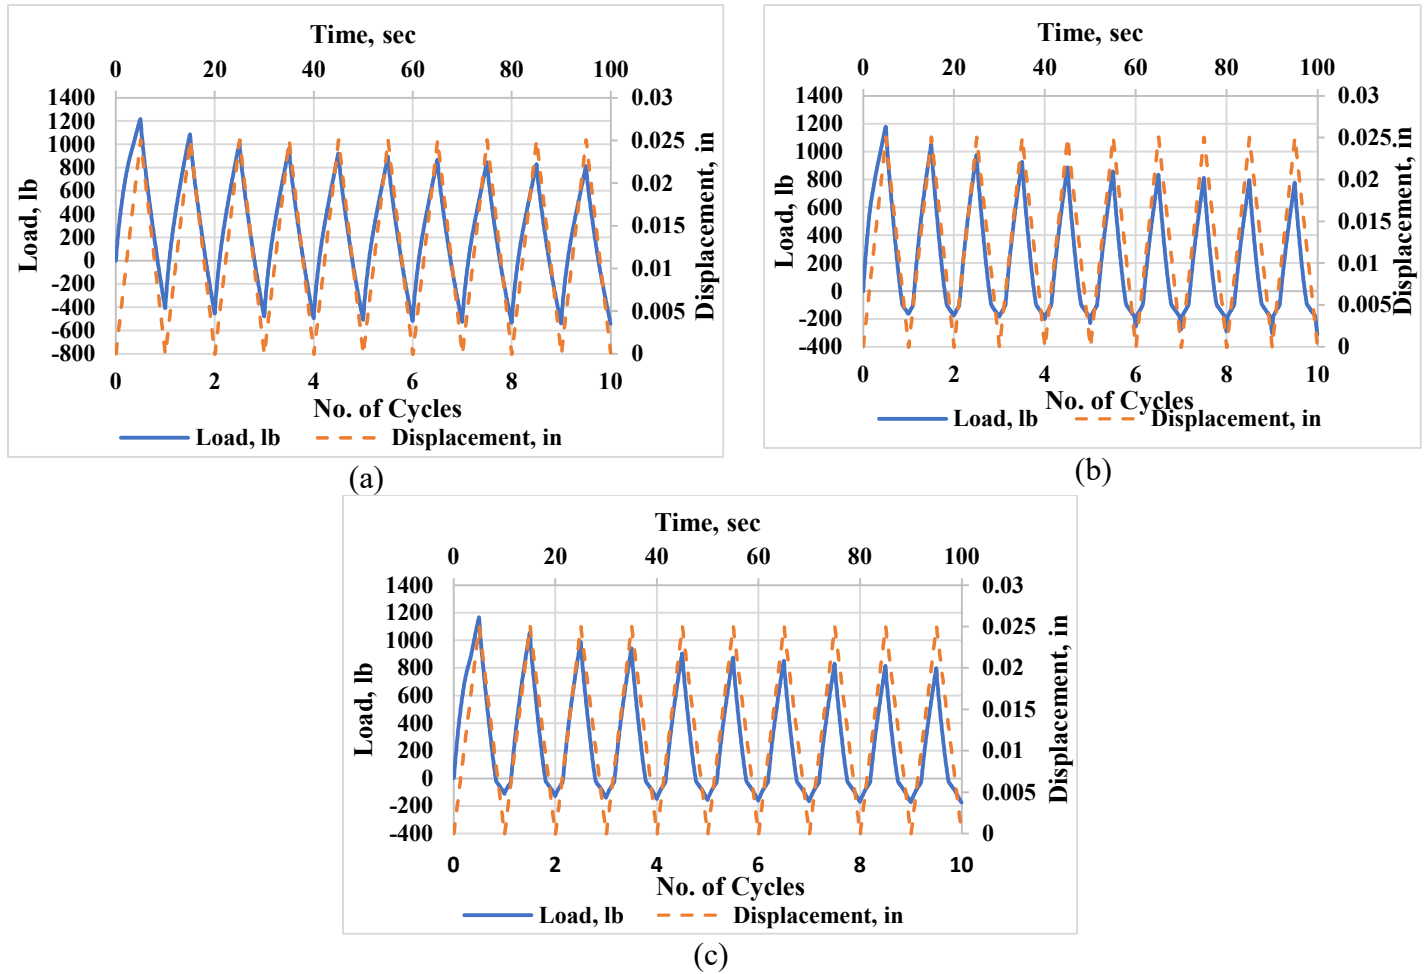 Time, sec
0 20 40 60 80 100
1400 1200 1000 800 600 400 200 0 -200 -400 -600 -800
Load, lb
0.03 0.025 0.02 0.015 0.01 0.005 0
Displacement, in
0 2 4 6 8 10
No. of Cycles
Load, lb Displacement, in
(a)
Time, sec
0 20 40 60 80 100
1400 1200 1000 800 600 400 200 0 -200 -400
Load, lb
0.03 0.025 0.02 0.015 0.01 0.005 0
Displacement, in
0 2 4 6 8 10
No. of Cycles
Load, lb Displacement, in
(b)
Time, sec
0 20 40 60 80 100
1400 1200 1000 800 600 400 200 0 -200 -400
Load, lb
0.03 0.025 0.02 0.015 0.01 0.005 0
Displacement, in
0 2 4 6 8 10
No. of Cycles
Load, lb Displacement, in
(c)